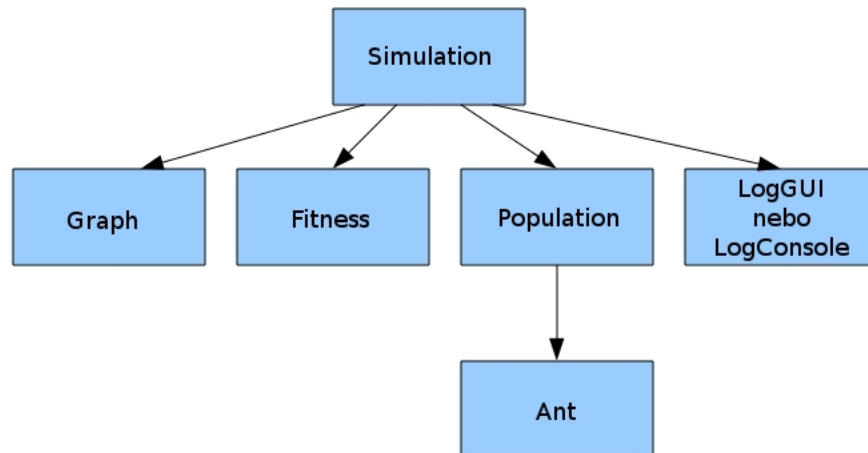 Simulation
Graph
Fitness
Population
LogGUI
nebo
LogConsole
Ant